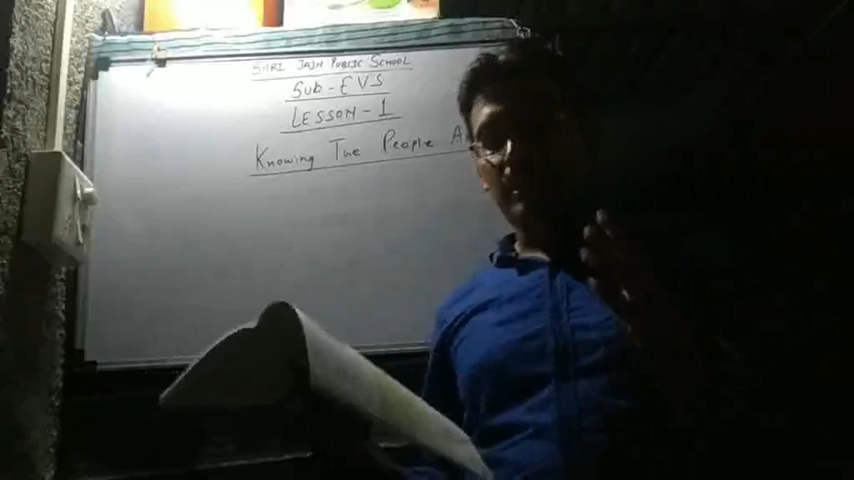 SHRI JAIN PUBLIC SCHOOL
SUB - EVS
LESSON - 1
KNOWING THE PEOPLE